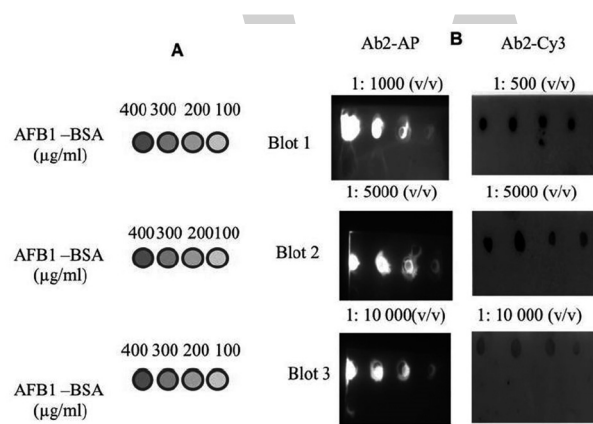 A
Ab2-AP B Ab2-Cy3
1: 1000 (v/v) 1: 500 (v/v)
400 300 200 100
AFB1 –BSA
(µg/ml)
Blot 1
1: 5000 (v/v) 1: 5000 (v/v)
400 300 200100
AFB1 –BSA
(µg/ml)
Blot 2
1: 10 000(v/v) 1: 10 000 (v/v)
400 300 200 100
AFB1 –BSA
(µg/ml)
Blot 3